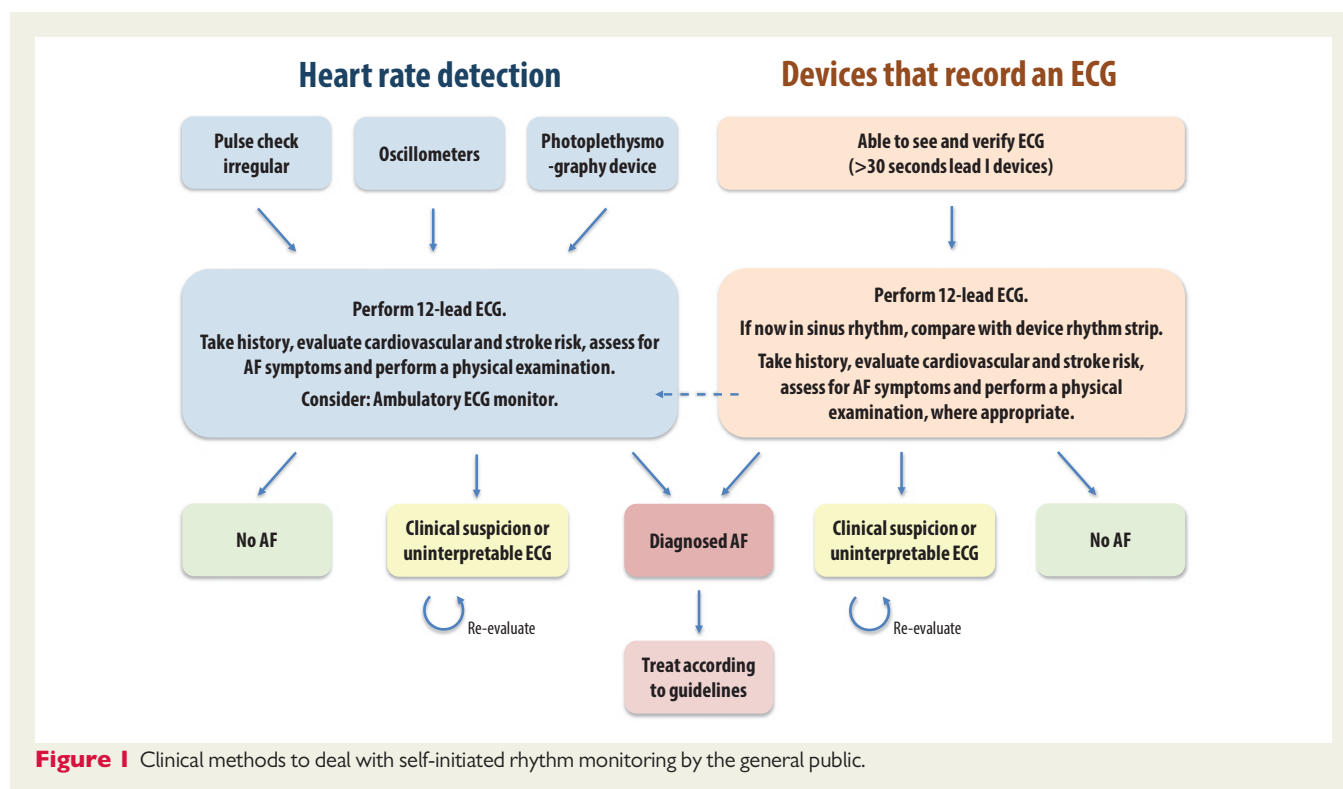 Heart rate detection
Devices that record an ECG
Pulse check
irregular
Oscillometers
Photoplethysmo
-graphy device
Able to see and verify ECG
(>30 seconds lead I devices)
Perform 12-lead ECG.
Take history, evaluate cardiovascular and stroke risk, assess for
AF symptoms and perform a physical examination.
Consider: Ambulatory ECG monitor.
Perform 12-lead ECG.
If now in sinus rhythm, compare with device rhythm strip.
Take history, evaluate cardiovascular and stroke risk,
assess for AF symptoms and perform a physical
examination, where appropriate.
No AF
Clinical suspicion or
uninterpretable ECG
Diagnosed AF
Clinical suspicion or
uninterpretable ECG
No AF
Re-evaluate
Re-evaluate
Treat according
to guidelines
Figure 1 Clinical methods to deal with self-initiated rhythm monitoring by the general public.